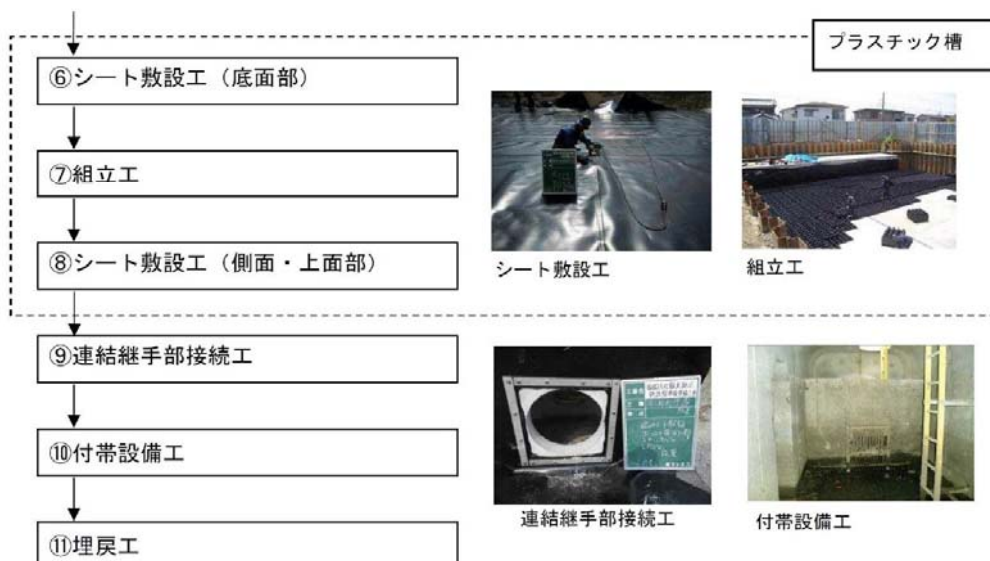 プラスチック槽
⑥シート敷設工（底面部）
⑦組立工
⑧シート敷設工（側面・上面部）
シート敷設工
組立工
⑨連結継手部接続工
⑩付帯設備工
⑪埋戻工
連結継手部接続工
付帯設備工